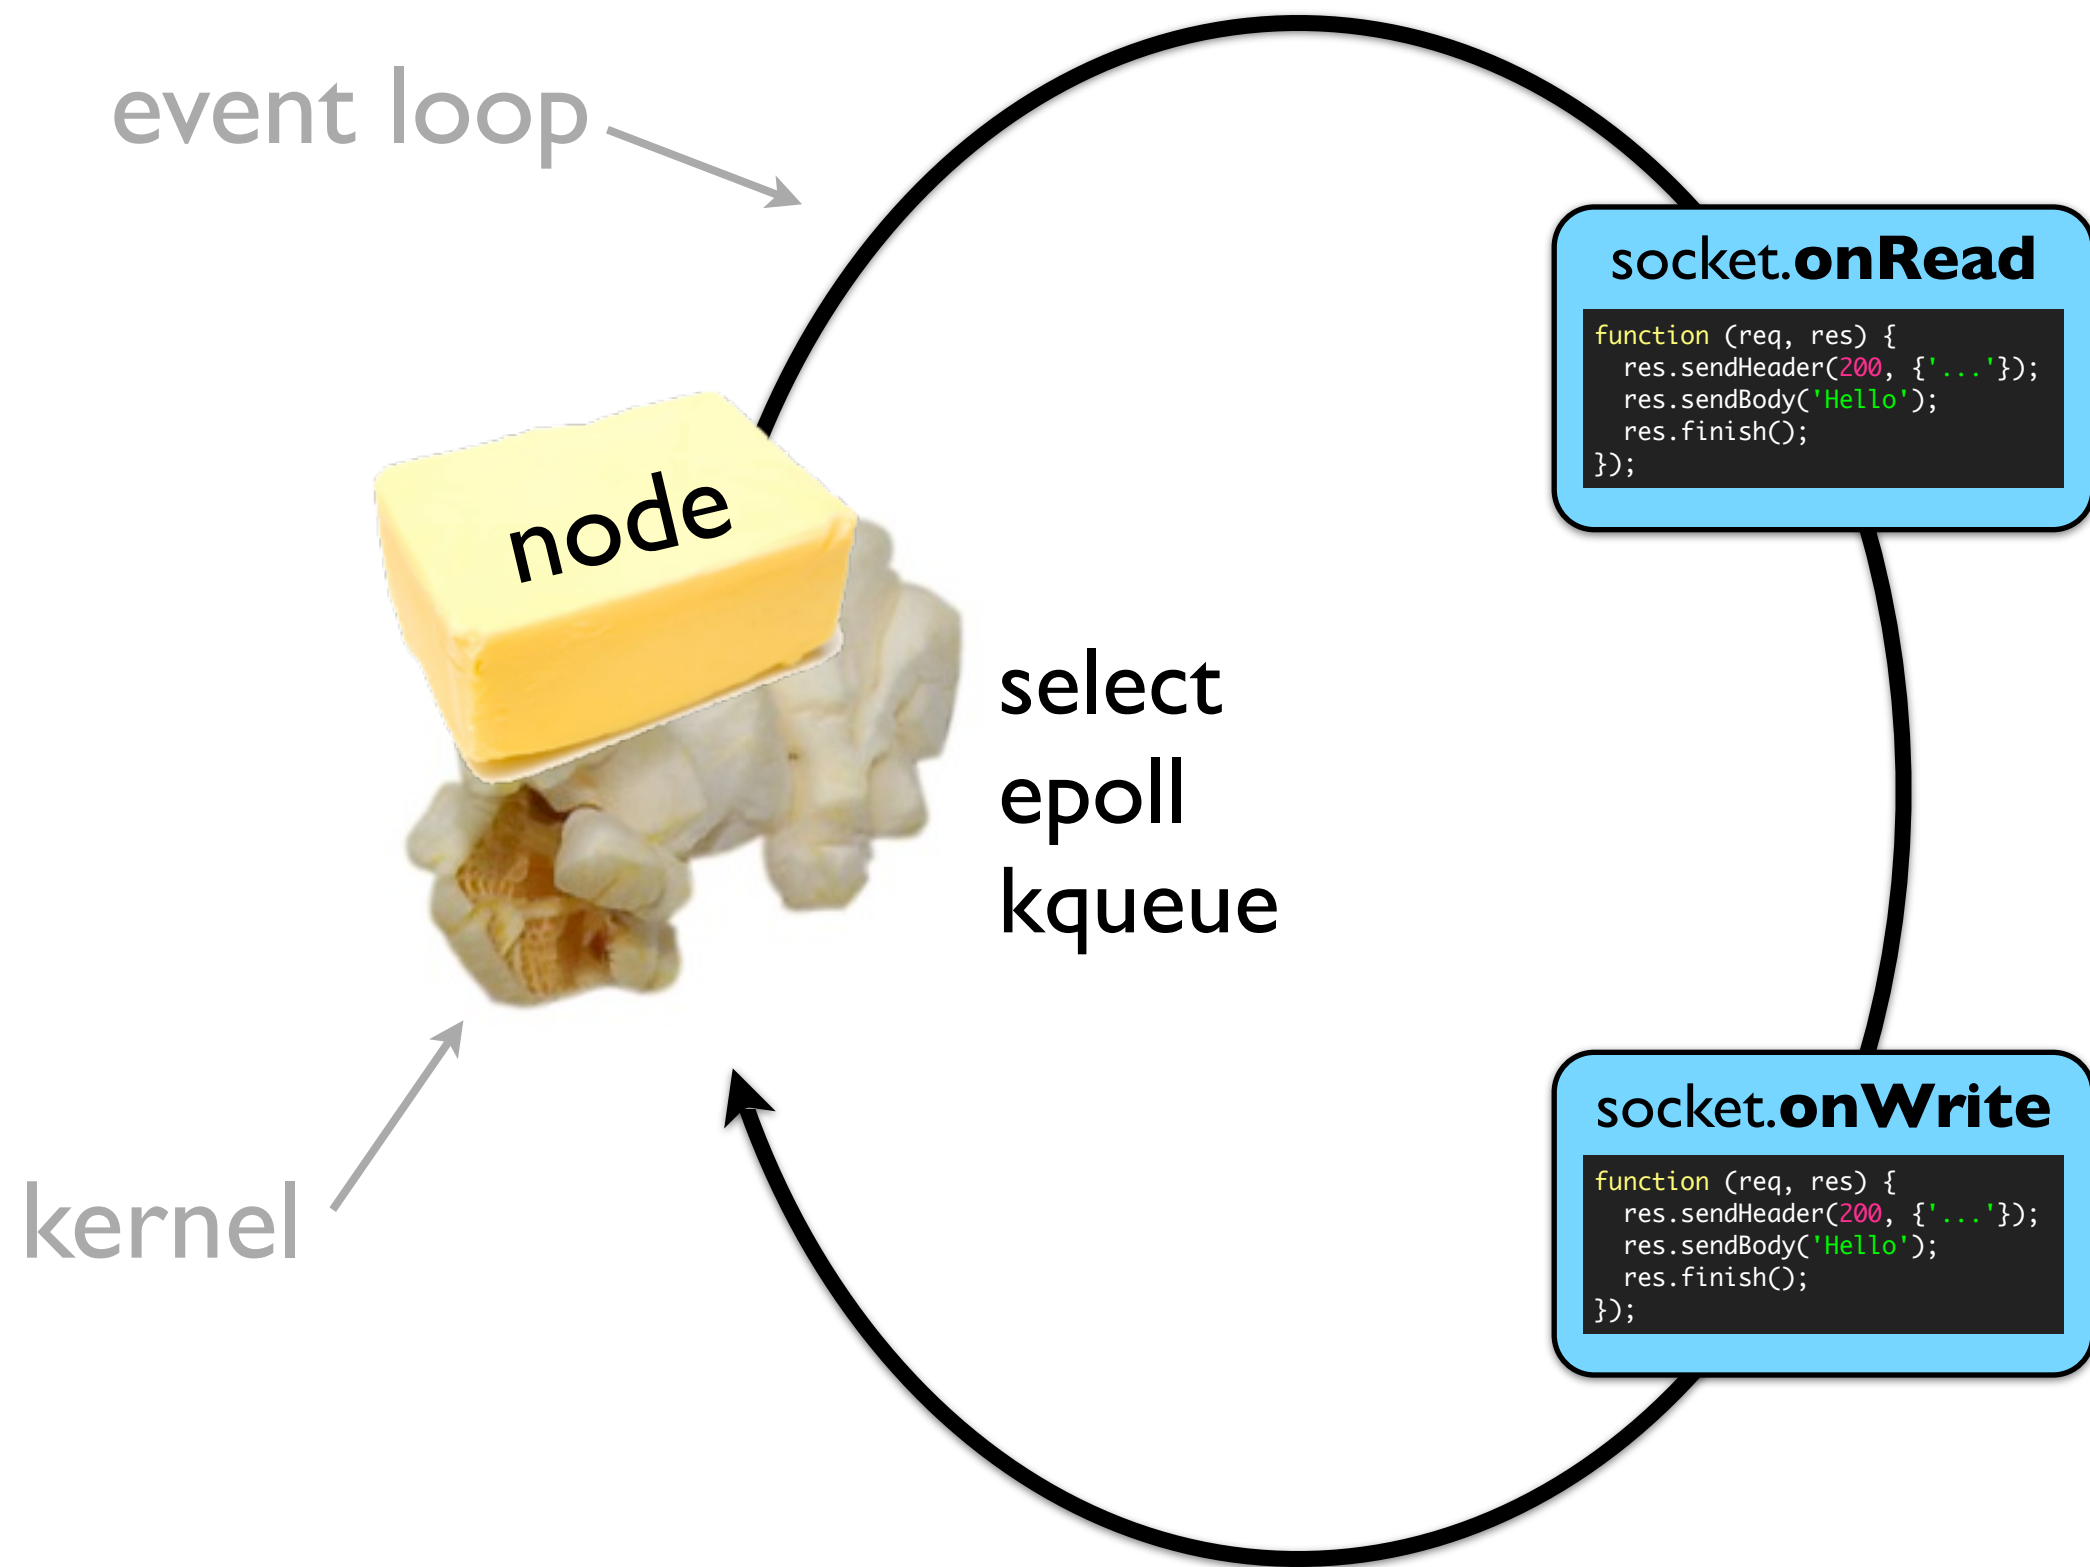 event loop
socket.onRead
function (req, res) {
  res.sendHeader(200, {'...'});
  res.sendBody('Hello');
  res.finish();
});
node
select
epoll
kqueue
socket.onWrite
function (req, res) {
  res.sendHeader(200, {'...'});
  res.sendBody('Hello');
  res.finish();
});
kernel